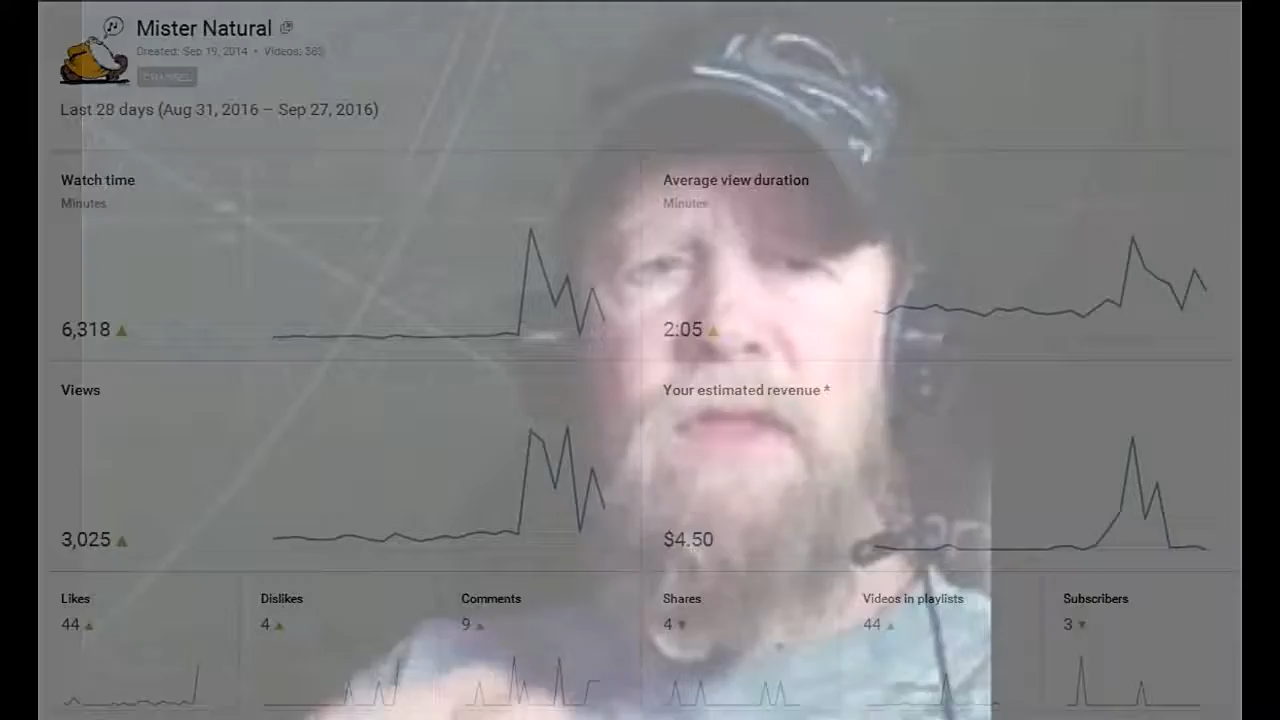 Mister Natural
Created: Sep 19, 2014 • Videos: 383
CHANNEL
Last 28 days (Aug 31, 2016 – Sep 27, 2016)
Watch time
Minutes
6,318
Average view duration
Minutes
2:05
Views
3,025
Your estimated revenue *
$4.50
Likes
44
Dislikes
4
Comments
9
Shares
4
Videos in playlists
44
Subscribers
3